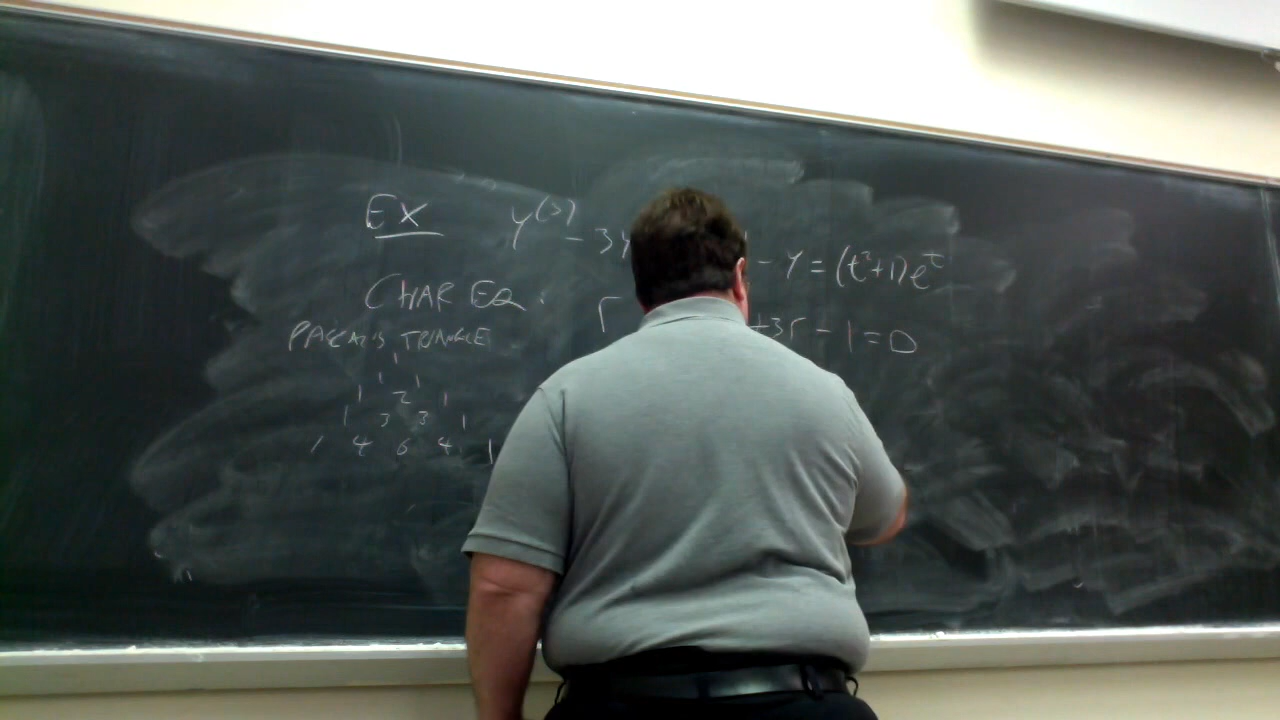 EX y⁽³⁾ - 3y - y = (t²+1)e^t
CHAR EQ. r +3r - 1 = 0
PASCAL'S TRIANGLE
1
1 1
1 2 1
1 3 3 1
1 4 6 4 1